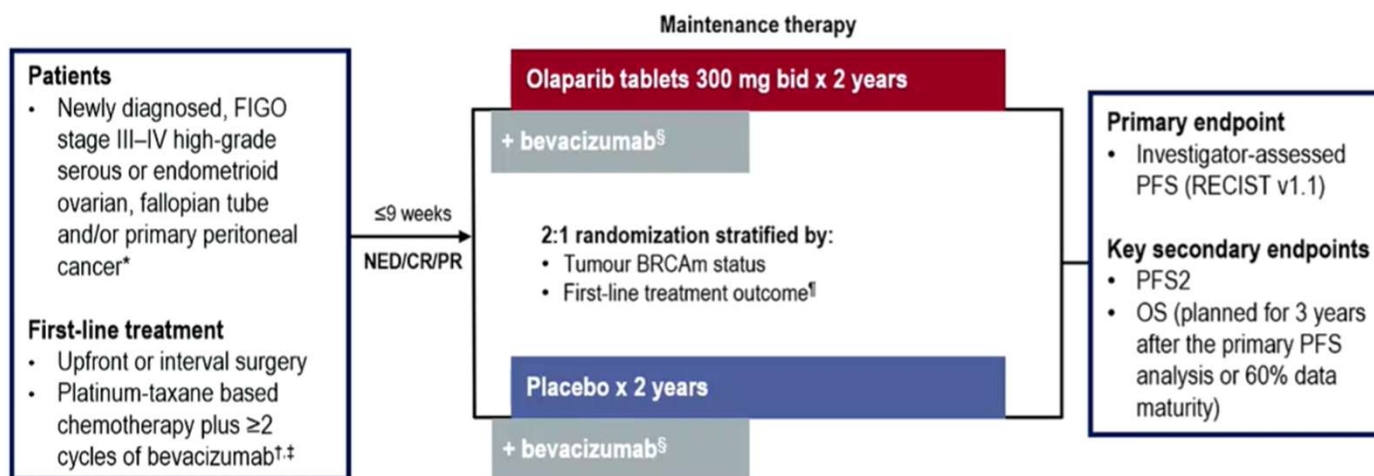 Maintenance therapy
Patients
• Newly diagnosed, FIGO
stage III–IV high-grade
serous or endometrioid
ovarian, fallopian tube
and/or primary peritoneal
cancer*
First-line treatment
• Upfront or interval surgery
• Platinum-taxane based
chemotherapy plus ≥2
cycles of bevacizumab†,‡
≤9 weeks
NED/CR/PR
Olaparib tablets 300 mg bid x 2 years
+ bevacizumab§
2:1 randomization stratified by:
• Tumour BRCAm status
• First-line treatment outcome¶
Placebo x 2 years
+ bevacizumab§
Primary endpoint
• Investigator-assessed
PFS (RECIST v1.1)
Key secondary endpoints
• PFS2
• OS (planned for 3 years
after the primary PFS
analysis or 60% data
maturity)